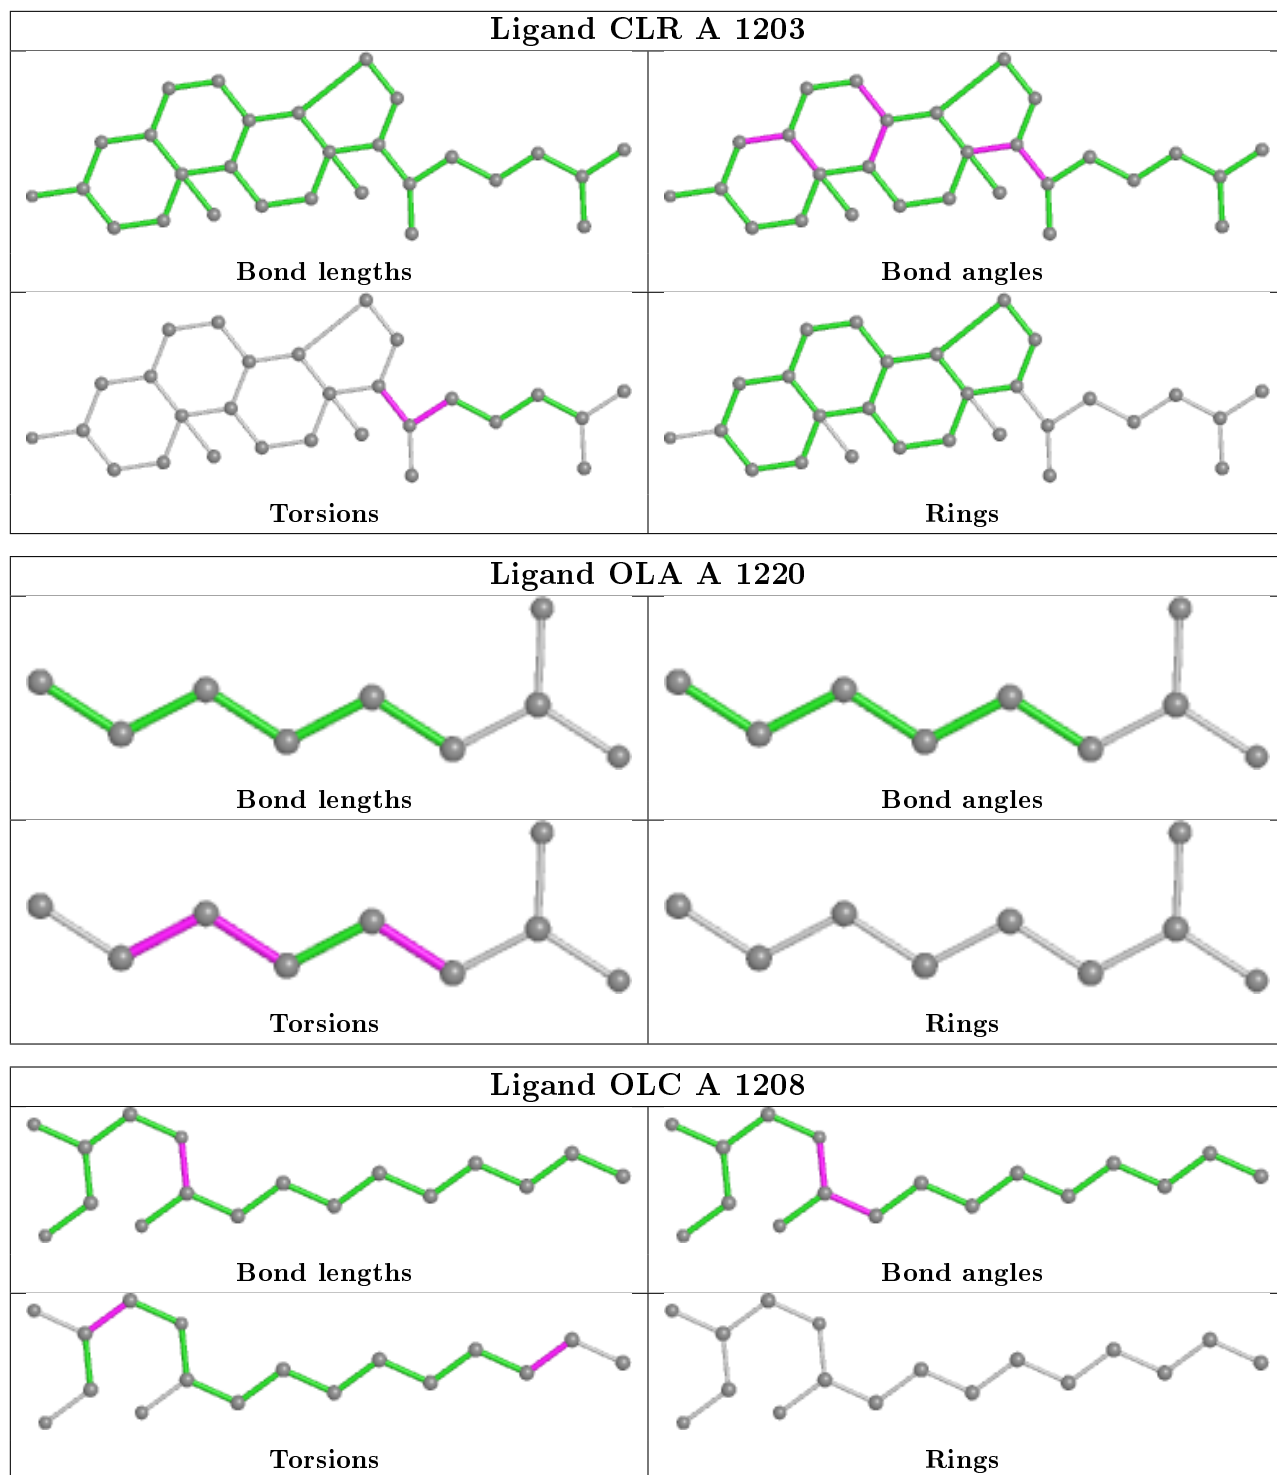 Ligand CLR A 1203
Bond lengths
Bond angles
Torsions
Rings
Ligand OLA A 1220
Bond lengths
Bond angles
Torsions
Rings
Ligand OLC A 1208
Bond lengths
Bond angles
Torsions
Rings